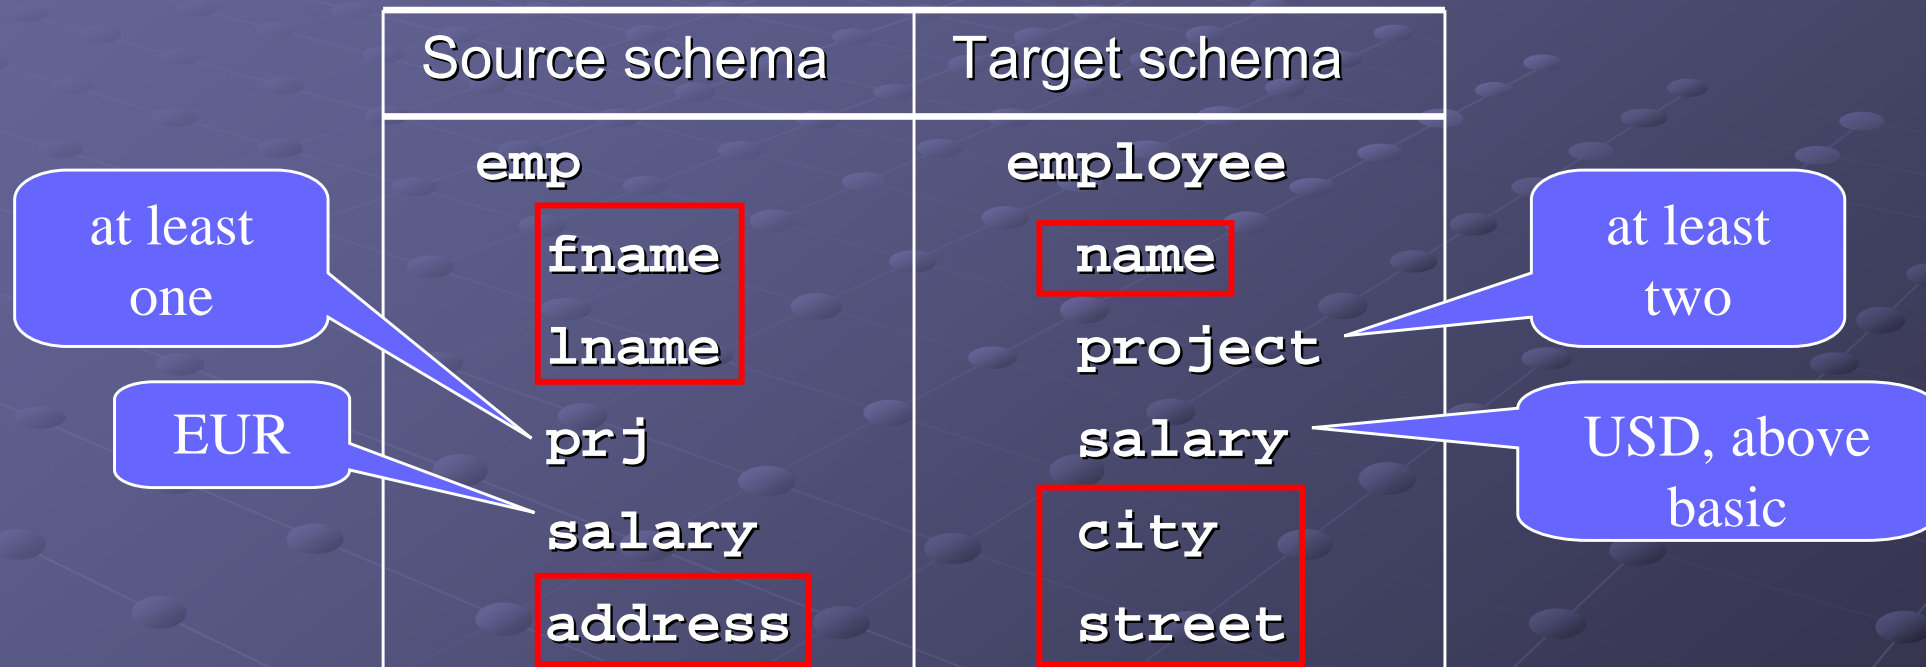 Source schema
Target schema
emp
fname
lname
prj
salary
address
employee
name
project
salary
city
street
at least
one
EUR
at least
two
USD, above
basic